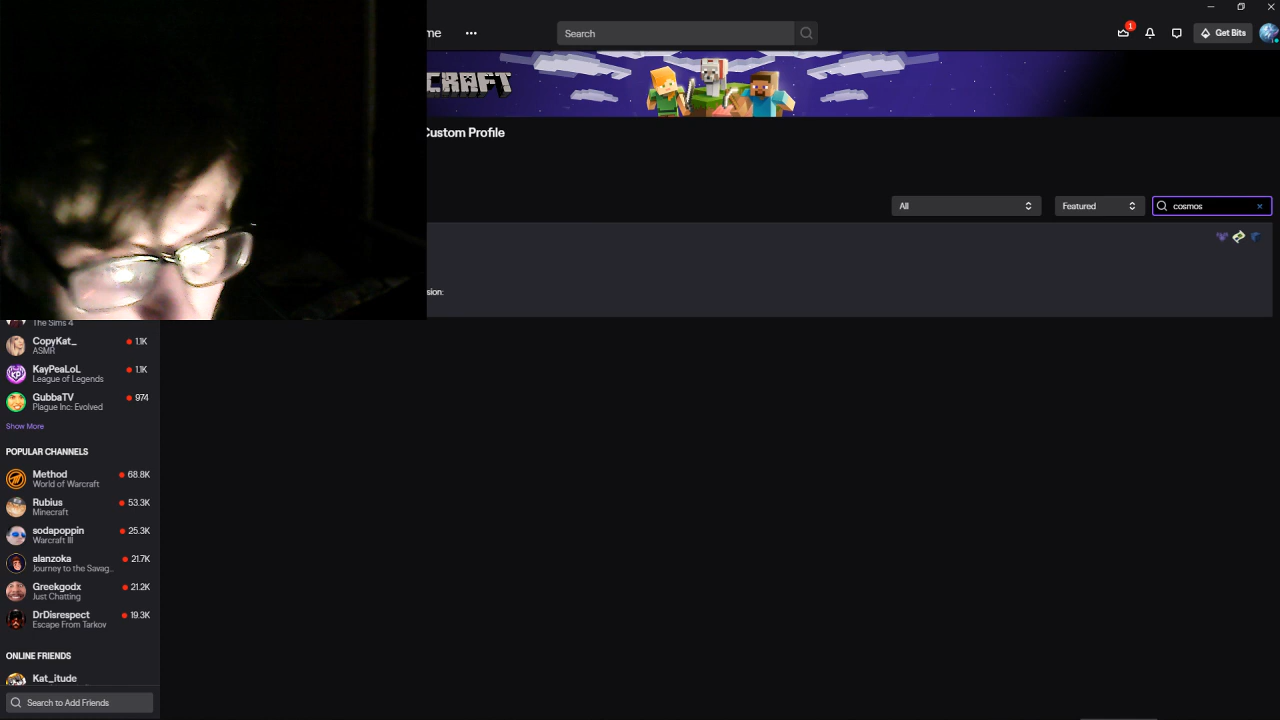 me
•••
Search
1
Get Bits
CRAFT
Custom Profile
All
Featured
cosmos
sion:
The Sims 4
CopyKat_
1.1K
ASMR
KayPeaLoL
1.1K
League of Legends
GubbaTV
974
Plague Inc: Evolved
Show More
POPULAR CHANNELS
Method
68.8K
World of Warcraft
Rubius
53.3K
Minecraft
sodapoppin
25.3K
Warcraft III
alanzoka
21.7K
Journey to the Savag...
Greekgodx
21.2K
Just Chatting
DrDisrespect
19.3K
Escape From Tarkov
ONLINE FRIENDS
Kat_itude
Search to Add Friends